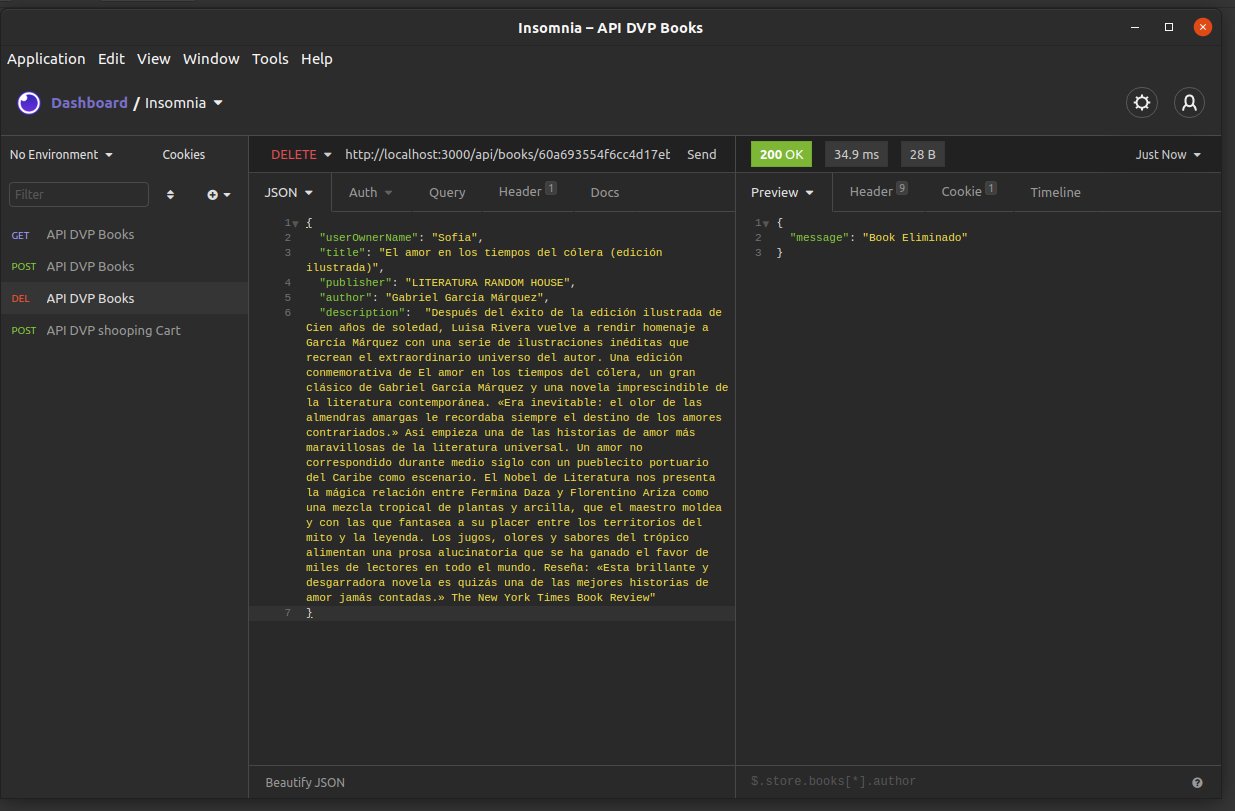 Insomnia – API DVP Books
Application Edit View Window Tools Help
Dashboard / Insomnia
No Environment Cookies
DELETE http://localhost:3000/api/books/60a693554f6cc4d17eb Send
200 OK 34.9 ms 28 B Just Now
Filter
JSON Auth Query Header 1 Docs
Preview Header 9 Cookie 1 Timeline
GET API DVP Books
POST API DVP Books
DEL API DVP Books
POST API DVP shooping Cart
1 {
2 "userOwnerName": "Sofia",
3 "title": "El amor en los tiempos del cólera (edición
ilustrada)",
4 "publisher": "LITERATURA RANDOM HOUSE",
5 "author": "Gabriel García Márquez",
6 "description": "Después del éxito de la edición ilustrada de
Cien años de soledad, Luisa Rivera vuelve a rendir homenaje a
García Márquez con una serie de ilustraciones inéditas que
recrean el extraordinario universo del autor. Una edición
conmemorativa de El amor en los tiempos del cólera, un gran
clásico de Gabriel García Márquez y una novela imprescindible de
la literatura contemporánea. «Era inevitable: el olor de las
almendras amargas le recordaba siempre el destino de los amores
contrariados.» Así empieza una de las historias de amor más
maravillosas de la literatura universal. Un amor no
correspondido durante medio siglo con un pueblecito portuario
del Caribe como escenario. El Nobel de Literatura nos presenta
la mágica relación entre Fermina Daza y Florentino Ariza como
una mezcla tropical de plantas y arcilla, que el maestro moldea
y con las que fantasea a su placer entre los territorios del
mito y la leyenda. Los jugos, olores y sabores del trópico
alimentan una prosa alucinatoria que se ha ganado el favor de
miles de lectores en todo el mundo. Reseña: «Esta brillante y
desgarradora novela es quizás una de las mejores historias de
amor jamás contadas.» The New York Times Book Review"
7 }
1 {
2 "message": "Book Eliminado"
3 }
Beautify JSON
$.store.books[*].author